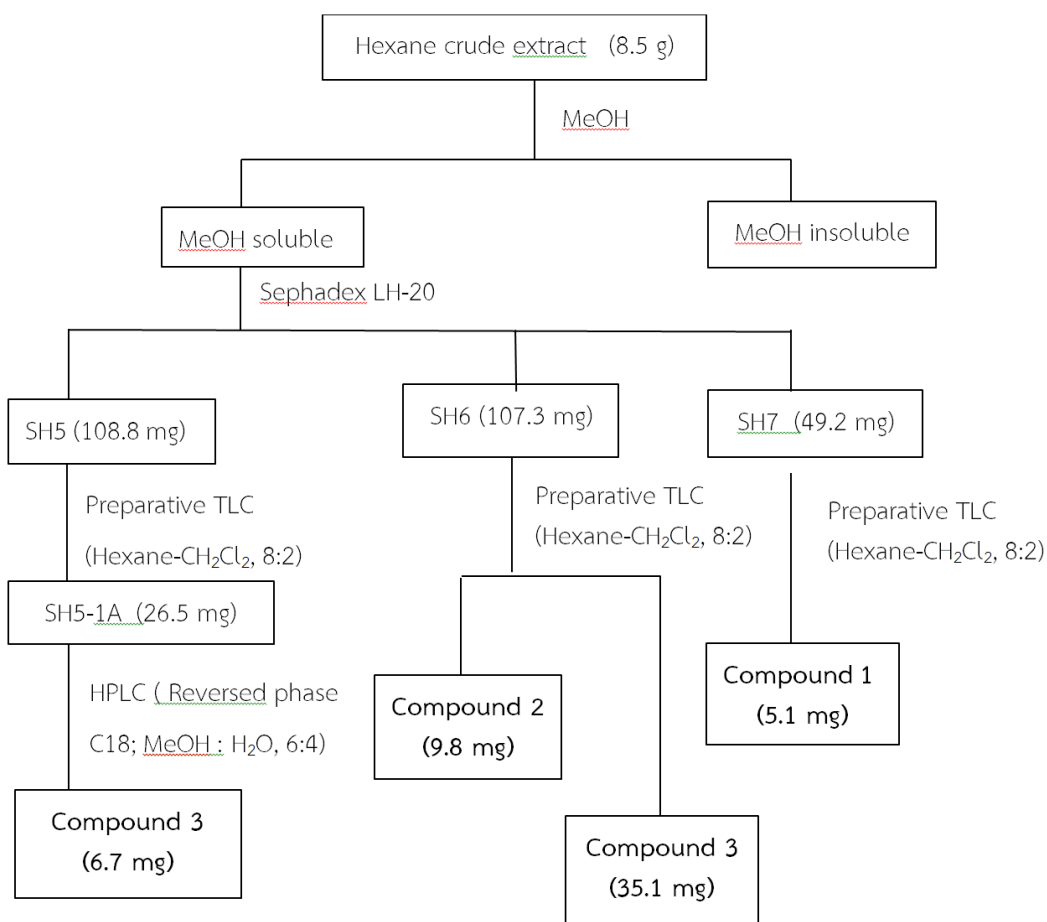 Hexane crude extract (8.5 g)
MeOH
MeOH soluble
MeOH insoluble
Sephadex LH-20
SH5 (108.8 mg)
SH6 (107.3 mg)
SH7 (49.2 mg)
Preparative TLC
(Hexane-CH₂Cl₂, 8:2)
Preparative TLC
(Hexane-CH₂Cl₂, 8:2)
Preparative TLC
(Hexane-CH₂Cl₂, 8:2)
SH5-1A (26.5 mg)
HPLC ( Reversed phase
C18; MeOH : H₂O, 6:4)
Compound 2
(9.8 mg)
Compound 1
(5.1 mg)
Compound 3
(6.7 mg)
Compound 3
(35.1 mg)